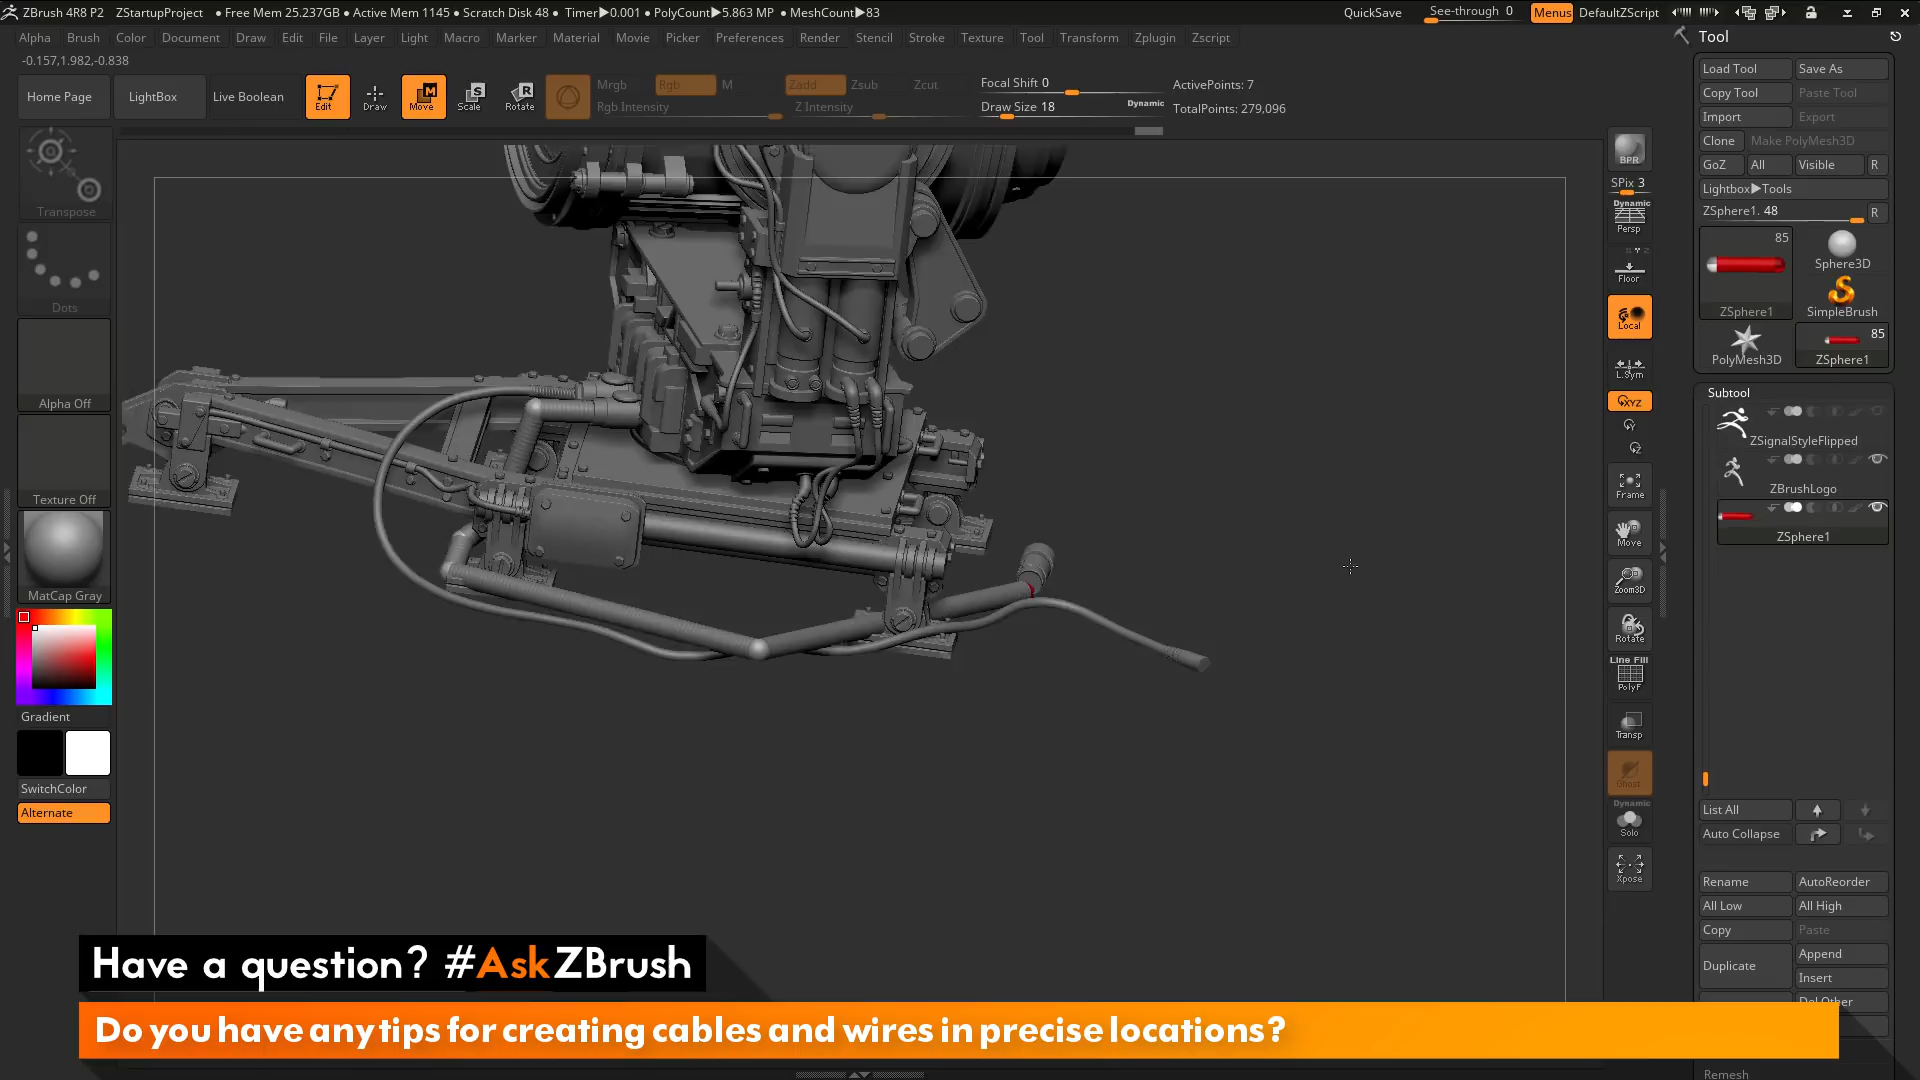 ZBrush 4R8 P2 ZStartupProject • Free Mem 25.237GB • Active Mem 1145 • Scratch Disk 48 • Timer▶0.001 • PolyCount▶5.863 MP • MeshCount▶83 QuickSave See-through 0 Menus DefaultZScript
Alpha Brush Color Document Draw Edit File Layer Light Macro Marker Material Movie Picker Preferences Render Stencil Stroke Texture Tool Transform Zplugin Zscript
-0.157,1.982,-0.838
Home Page LightBox Live Boolean Edit Draw Move Scale Rotate
Mrgb Rgb M Zadd Zsub Zcut Focal Shift 0 ActivePoints: 7
Rgb Intensity Z Intensity Draw Size 18 Dynamic TotalPoints: 279,096
Transpose
Dots
Alpha Off
Texture Off
MatCap Gray
Gradient
SwitchColor
Alternate
BPR
SPix 3
Dynamic
Persp
Floor
Local
L.Sym
XYZ
Frame
Move
Zoom3D
Rotate
Line Fill
PolyF
Transp
Ghost
Dynamic
Solo
Xpose
Tool
Load Tool Save As
Copy Tool Paste Tool
Import Export
Clone Make PolyMesh3D
GoZ All Visible R
Lightbox▶Tools
ZSphere1. 48 R
85
Sphere3D
ZSphere1 SimpleBrush
85
PolyMesh3D ZSphere1
Subtool
ZSignalStyleFlipped
ZBrushLogo
ZSphere1
List All
Auto Collapse
Rename AutoReorder
All Low All High
Copy Paste
Duplicate Append
Insert
Del Other
Remesh
Have a question? #AskZBrush
Do you have any tips for creating cables and wires in precise locations?